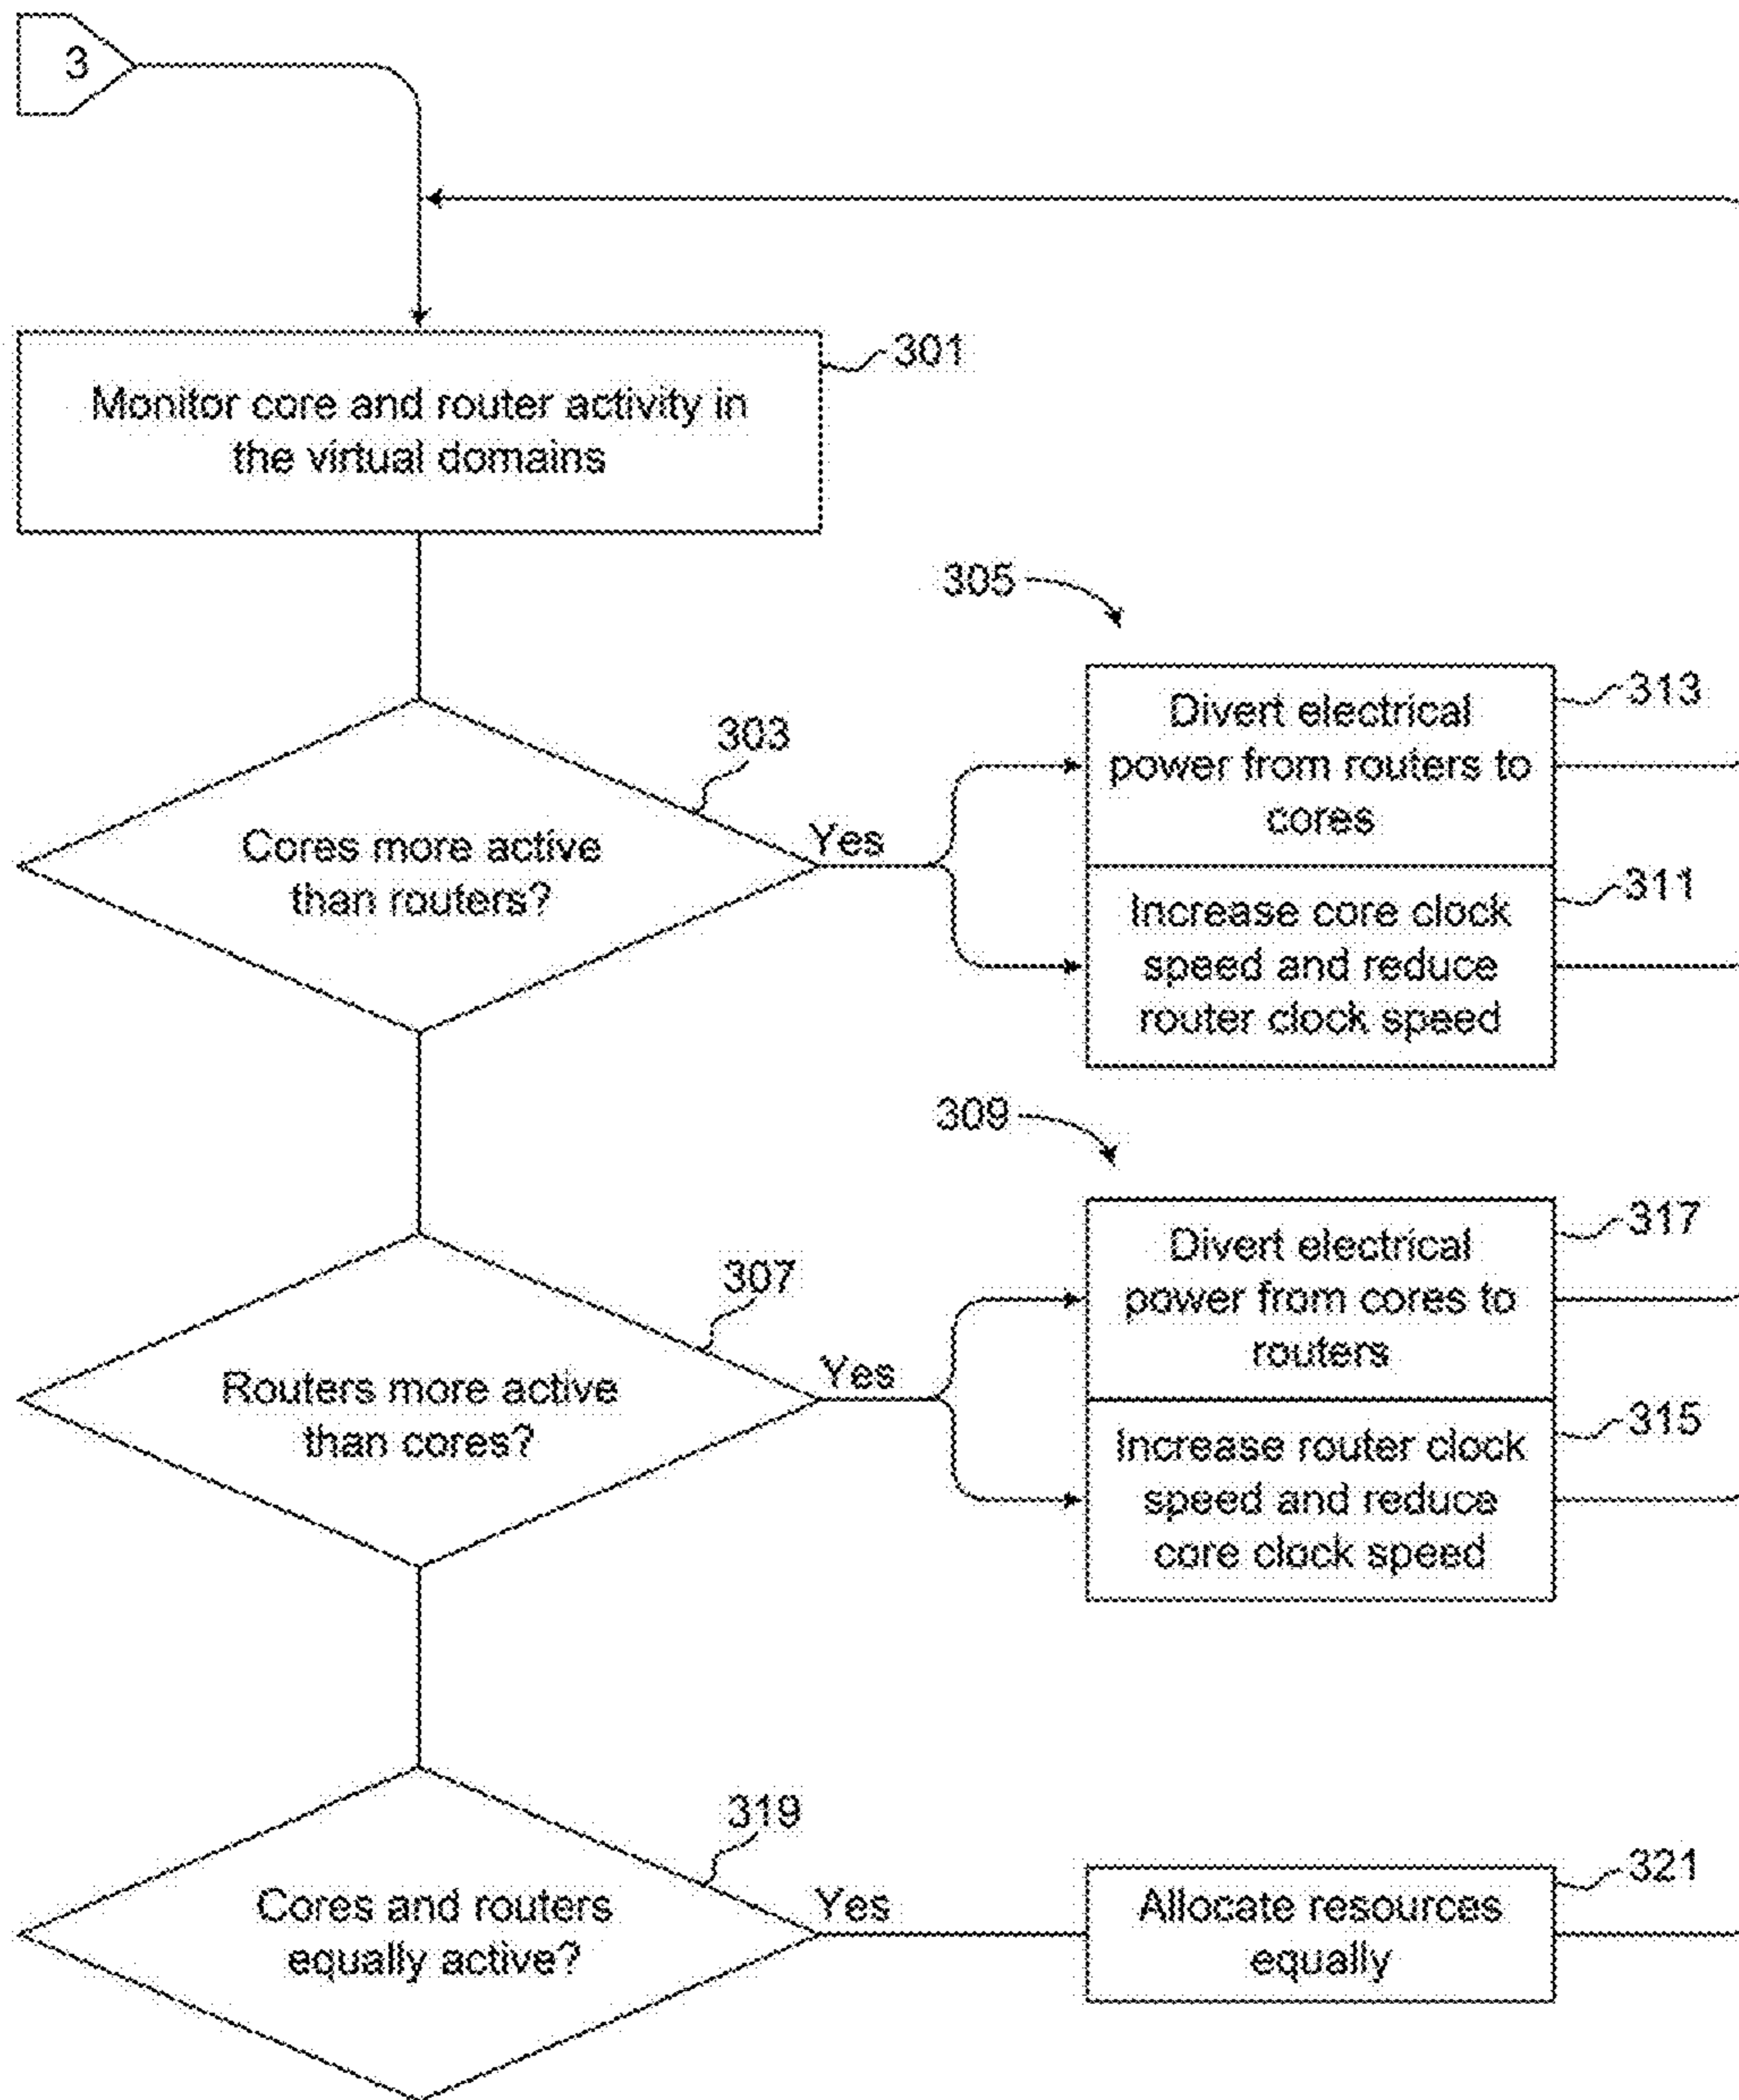 3
301
Monitor core and router activity in
the virtual domains
305
303
Cores more active
than routers?
Yes
313
Divert electrical
power from routers to
cores
311
Increase core clock
speed and reduce
router clock speed
309
307
Routers more active
than cores?
Yes
317
Divert electrical
power from cores to
routers
315
Increase router clock
speed and reduce
core clock speed
319
Cores and routers
equally active?
Yes
321
Allocate resources
equally